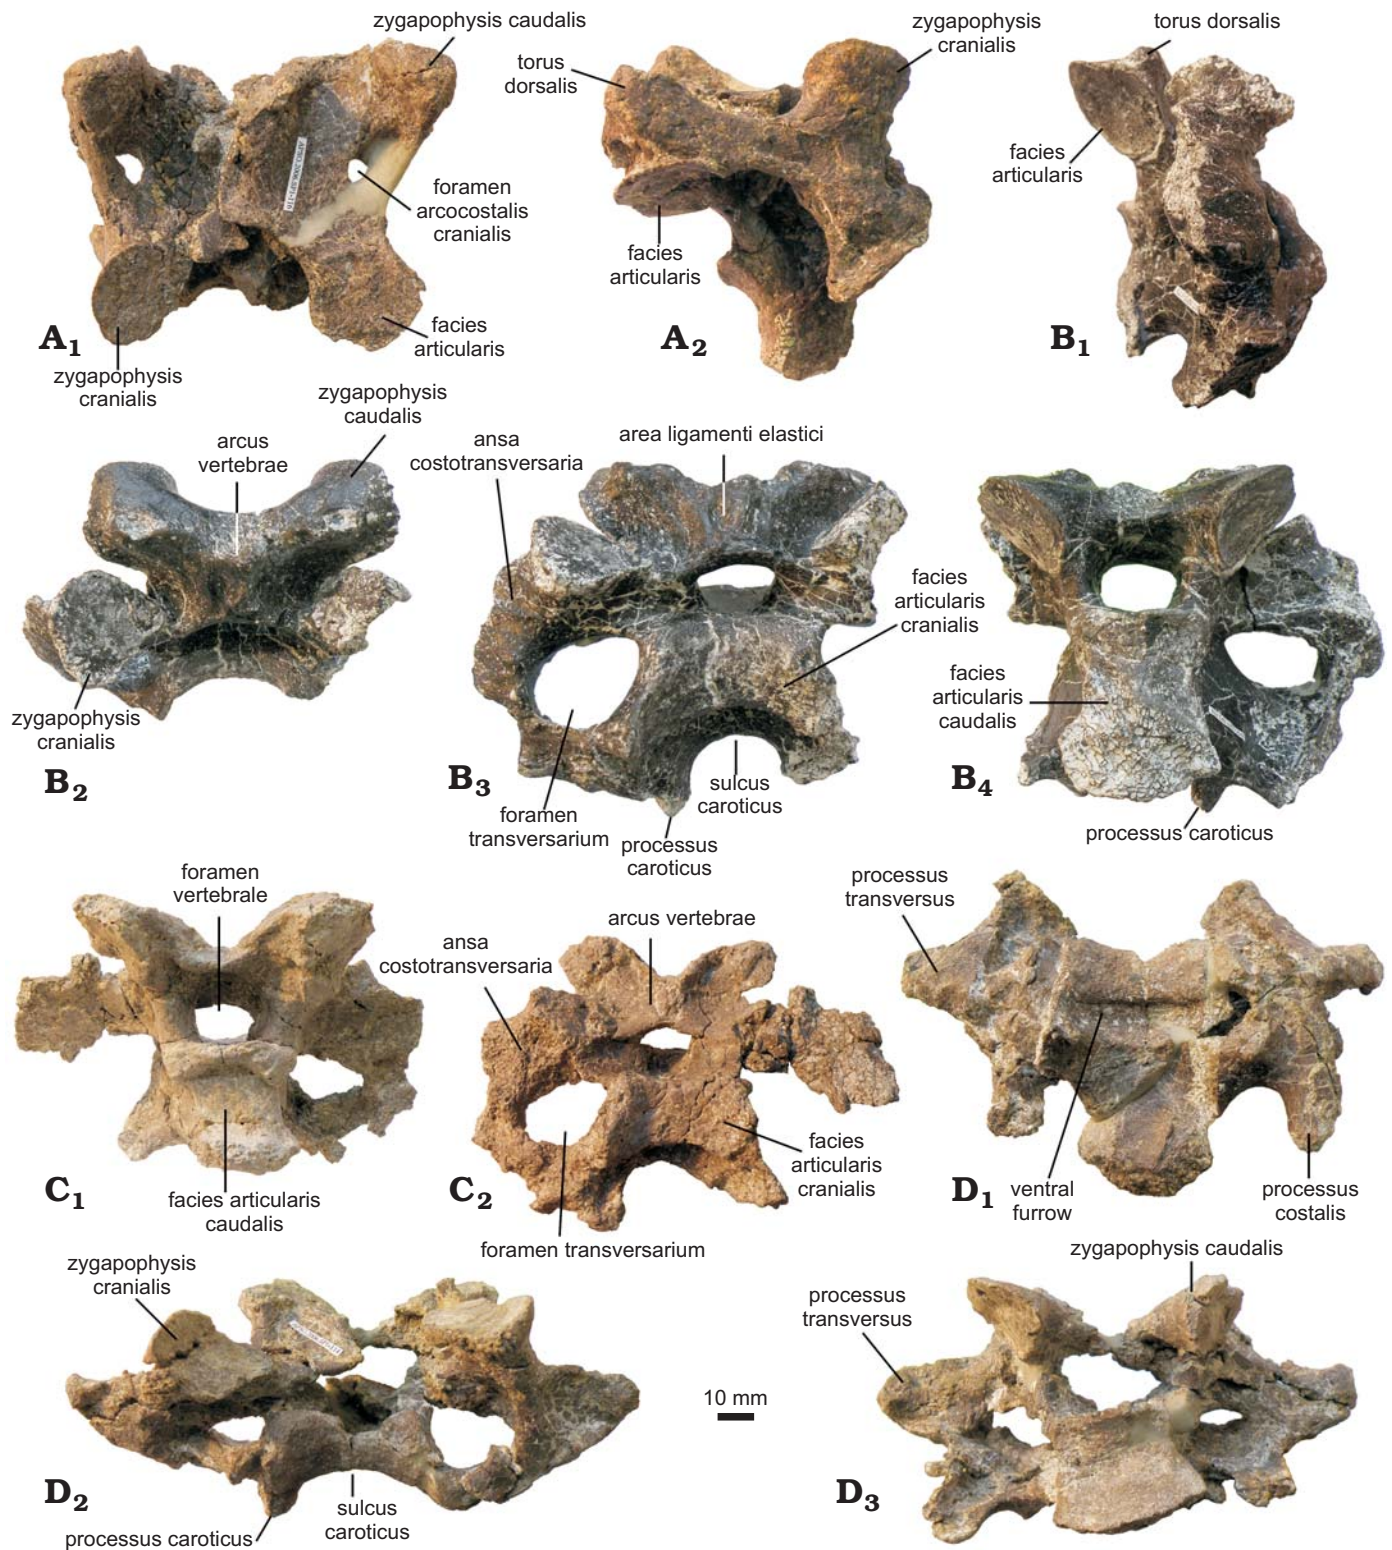 zygapophysis caudalis
torus
dorsalis
zygapophysis
cranialis
torus dorsalis
facies
articularis
foramen
arcocostalis
cranialis
facies
articularis
facies
articularis
A1
A2
B1
zygapophysis
cranialis
zygapophysis
caudalis
arcus
vertebrae
ansa
costotransversaria
area ligamenti elastici
facies
articularis
cranialis
facies
articularis
caudalis
zygapophysis
cranialis
B2
B3
B4
sulcus
caroticus
foramen
transversarium
processus
caroticus
processus caroticus
foramen
vertebrale
ansa
costotransversaria
arcus vertebrae
processus
transversus
C1
C2
D1
facies articularis
caudalis
facies
articularis
cranialis
foramen transversarium
ventral
furrow
processus
costalis
zygapophysis
cranialis
zygapophysis caudalis
processus
transversus
10 mm
D2
D3
sulcus
caroticus
processus caroticus